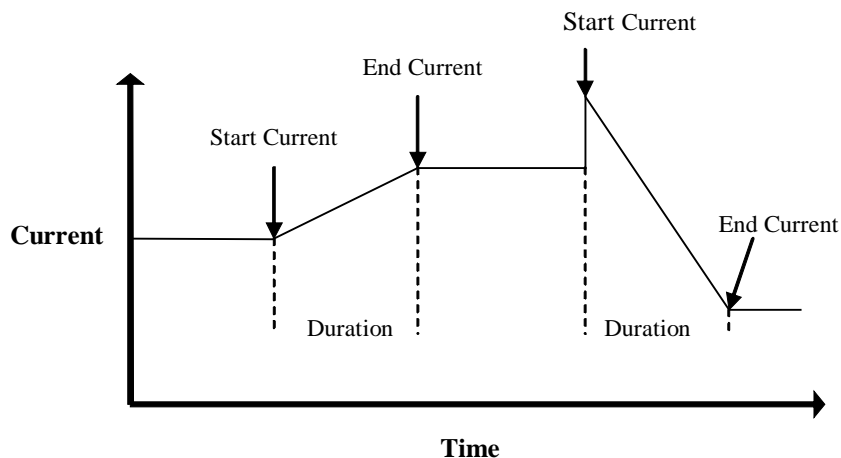 Start Current
End Current
Start Current
Current
End Current
Duration
Duration
Time